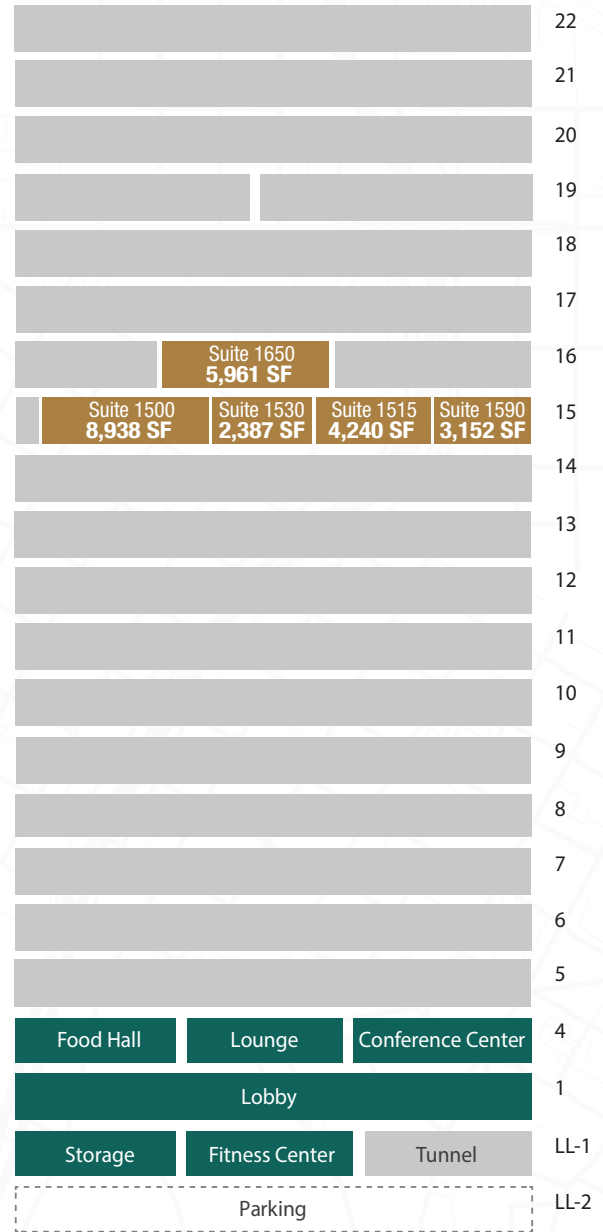 22
21
20
19
18
17
Suite 1650
5,961 SF
16
Suite 1500
8,938 SF
Suite 1530
2,387 SF
Suite 1515
4,240 SF
Suite 1590
3,152 SF
15
14
13
12
11
10
9
8
7
6
5
Food Hall
Lounge
Conference Center
4
Lobby
1
Storage
Fitness Center
Tunnel
LL-1
Parking
LL-2